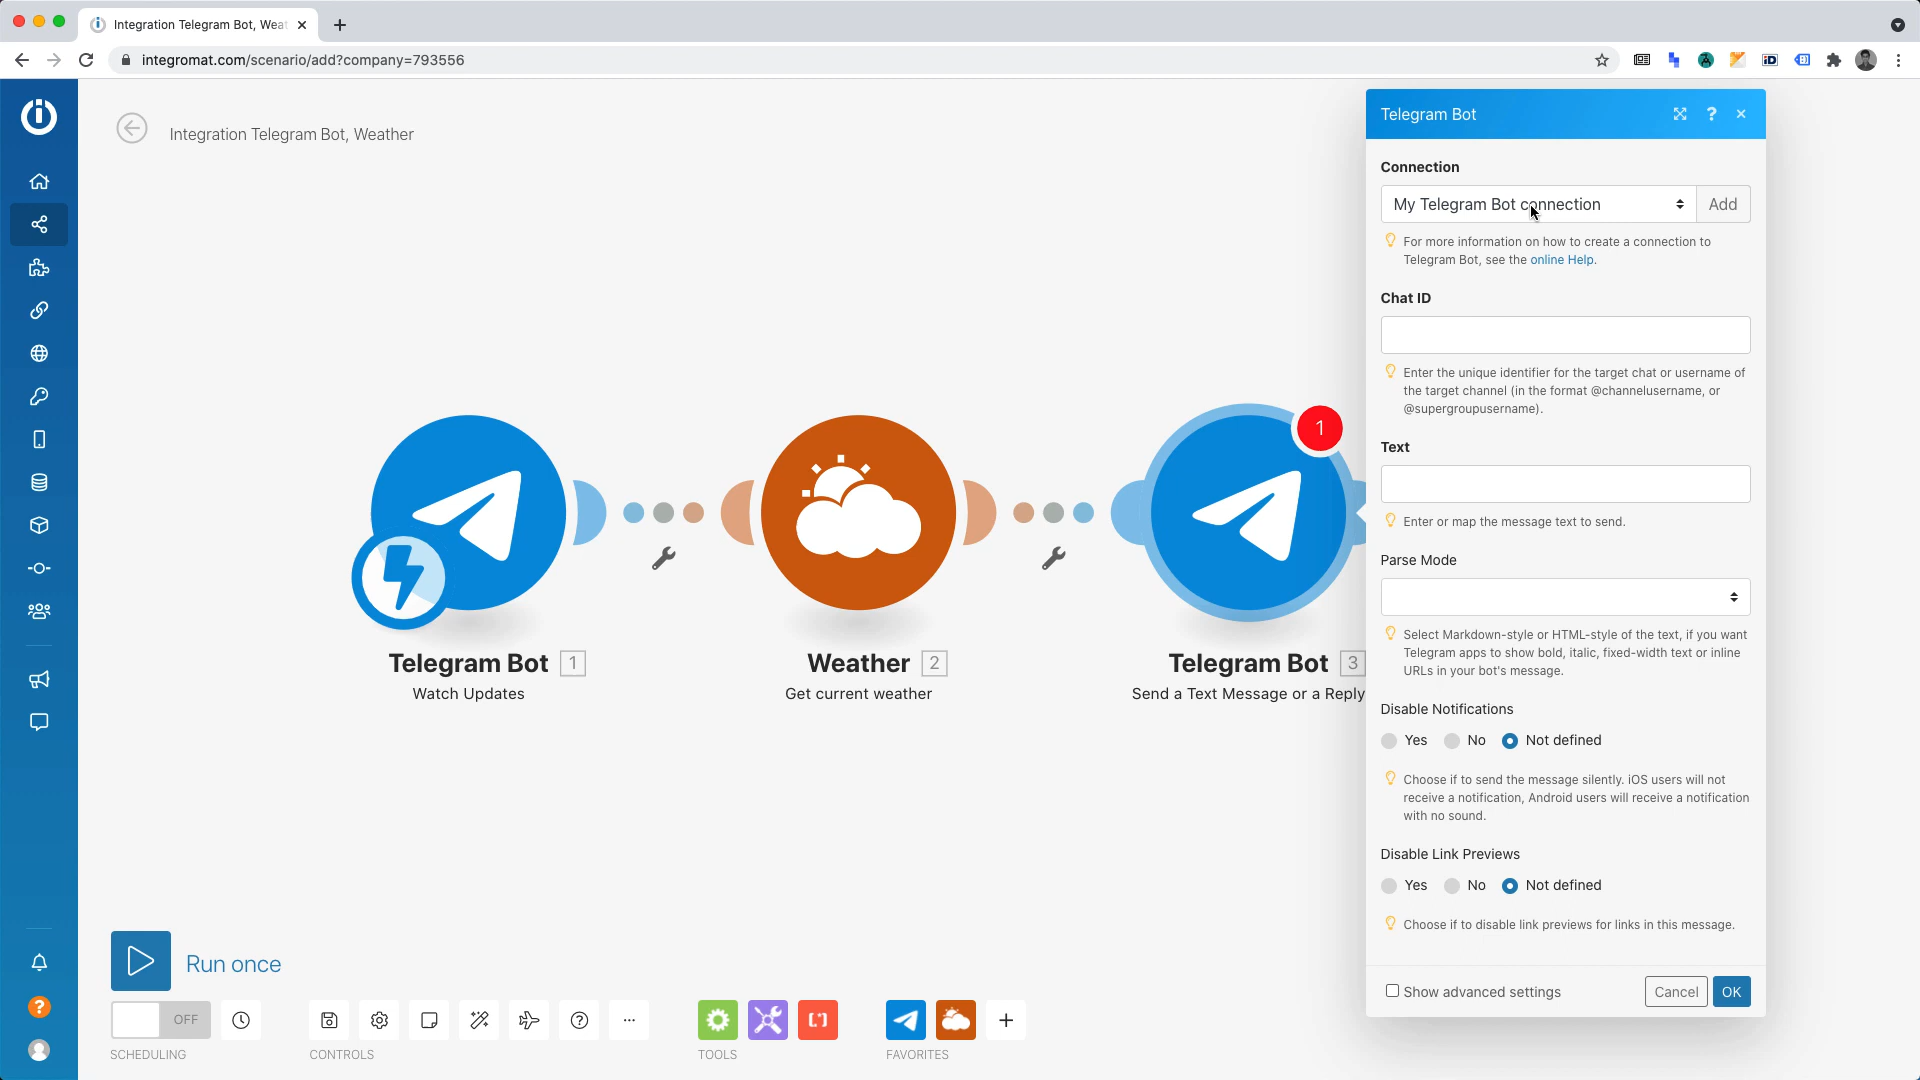 Integration Telegram Bot, Weat
integromat.com/scenario/add?company=793556
Integration Telegram Bot, Weather
Telegram Bot
?
Connection
My Telegram Bot connection
Add
For more information on how to create a connection to
Telegram Bot, see the online Help.
Chat ID
Enter the unique identifier for the target chat or username of
the target channel (in the format @channelusername, or
@supergroupusername).
Text
Enter or map the message text to send.
Parse Mode
Select Markdown-style or HTML-style of the text, if you want
Telegram apps to show bold, italic, fixed-width text or inline
URLs in your bot's message.
Disable Notifications
Yes No Not defined
Choose if to send the message silently. iOS users will not
receive a notification, Android users will receive a notification
with no sound.
Disable Link Previews
Yes No Not defined
Choose if to disable link previews for links in this message.
Show advanced settings
Cancel
OK
1
Telegram Bot 1
Watch Updates
Weather 2
Get current weather
Telegram Bot 3
Send a Text Message or a Reply
Run once
OFF
SCHEDULING
CONTROLS
TOOLS
FAVORITES